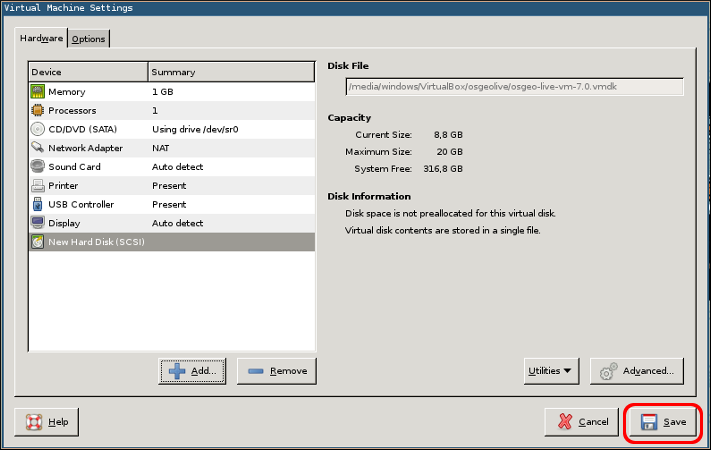 Virtual Machine Settings
Hardware Options
Device Summary
Memory 1 GB
Processors 1
CD/DVD (SATA) Using drive /dev/sr0
Network Adapter NAT
Sound Card Auto detect
Printer Present
USB Controller Present
Display Auto detect
New Hard Disk (SCSI)
Add... Remove
Disk File
/media/windows/VirtualBox/osgeolive/osgeo-live-vm-7.0.vmdk
Capacity
Current Size: 8,8 GB
Maximum Size: 20 GB
System Free: 316,8 GB
Disk Information
Disk space is not preallocated for this virtual disk.
Virtual disk contents are stored in a single file.
Utilities Advanced...
Help Cancel Save